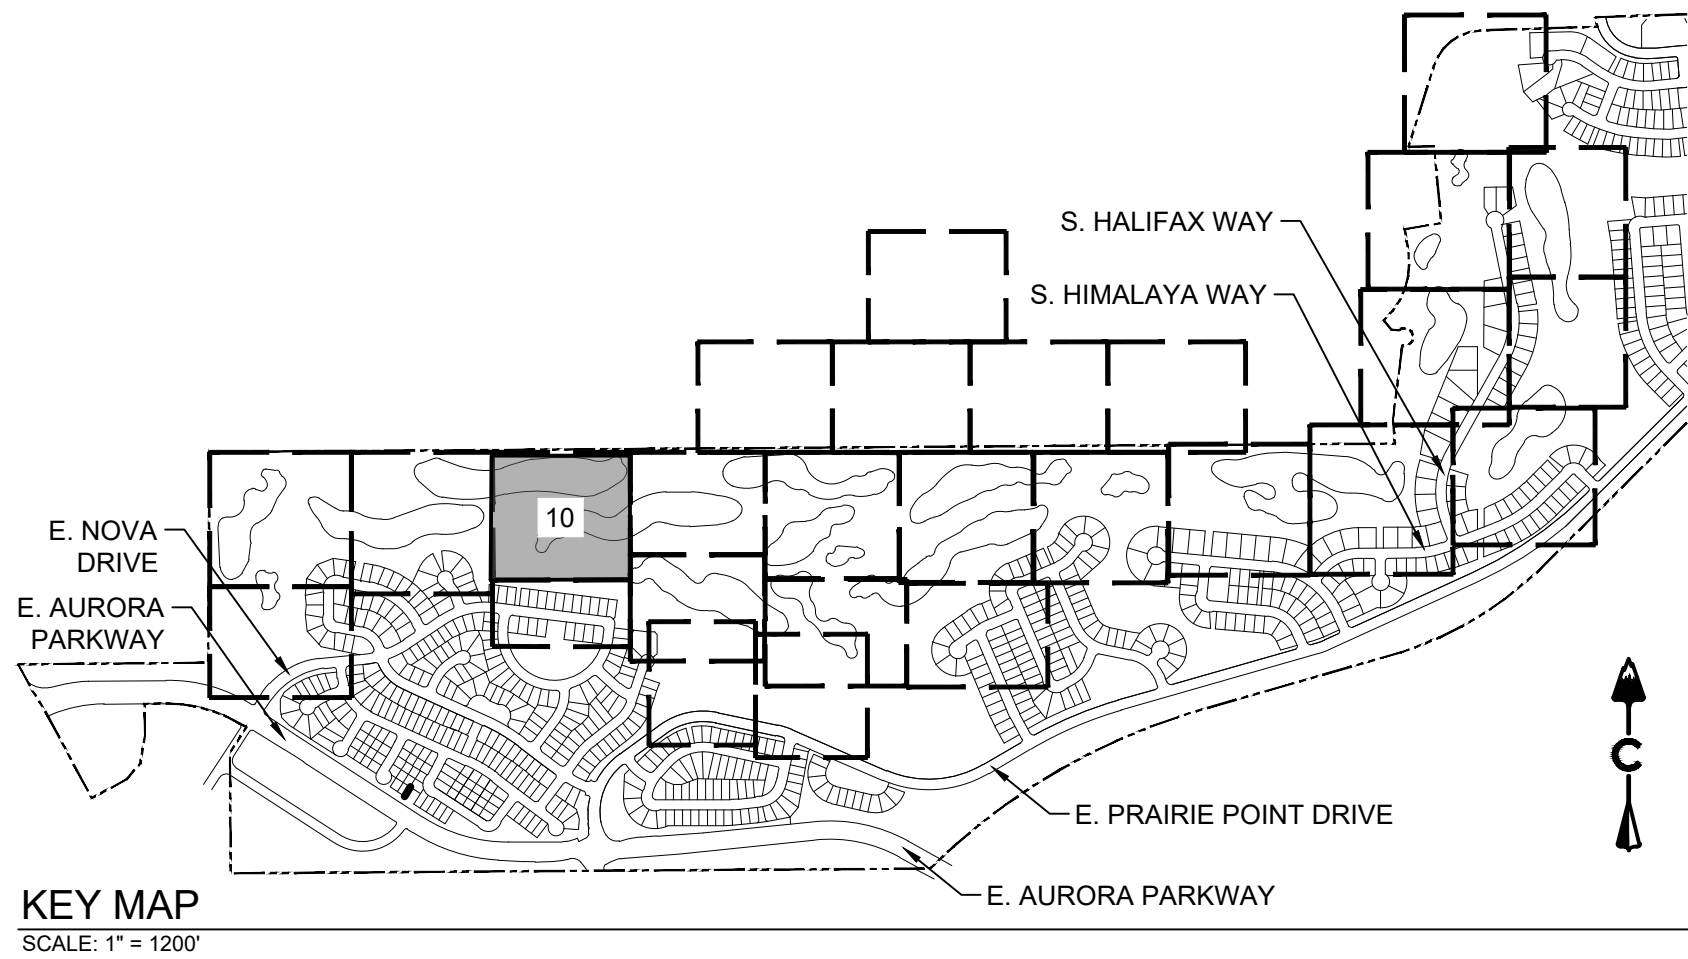 S. HALIFAX WAY
S. HIMALAYA WAY
10
E. NOVA
DRIVE
E. AURORA
PARKWAY
E. PRAIRIE POINT DRIVE
E. AURORA PARKWAY
KEY MAP
SCALE: 1" = 1200'